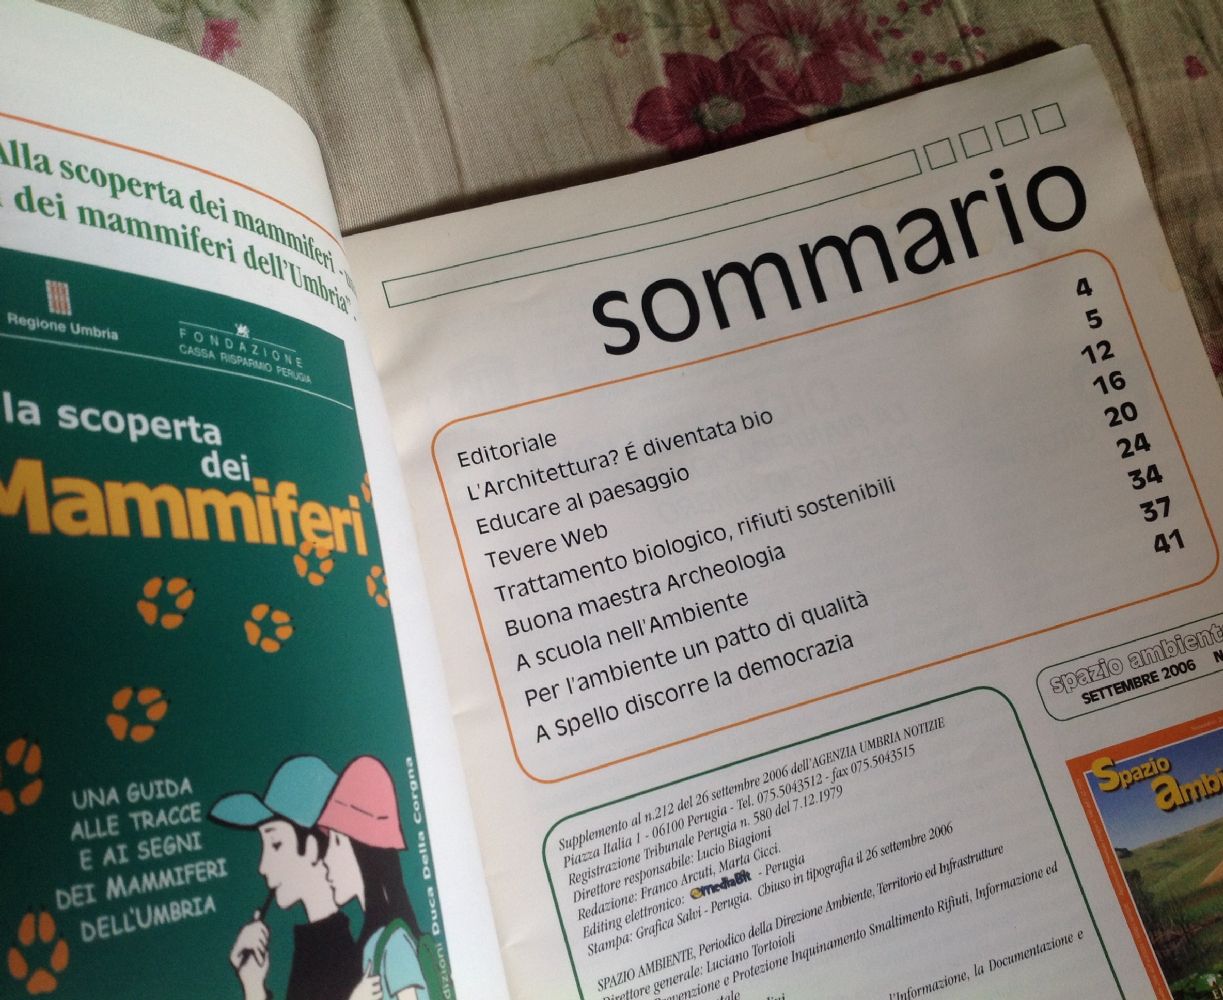 Alla scoperta dei mammiferi -
dei mammiferi dell'Umbria".
Regione Umbria
FONDAZIONE
CASSA RISPARMIO PERUGIA
la scoperta
dei
Mammiferi
UNA GUIDA
ALLE TRACCE
E AI SEGNI
DEI MAMMIFERI
DELL'UMBRIA
Duca Della Corgna
sommario
Editoriale 4
L'Architettura? É diventata bio 5
Educare al paesaggio 12
Tevere Web 16
Trattamento biologico, rifiuti sostenibili 20
Buona maestra Archeologia 24
A scuola nell'Ambiente 34
Per l'ambiente un patto di qualità 37
A Spello discorre la democrazia 41
spazio ambiente
SETTEMBRE 2006
Spazio
Supplemento al n.212 del 26 settembre 2006 dell'AGENZIA UMBRIA NOTIZIE
Piazza Italia 1 - 06100 Perugia - Tel. 075.5043512 - fax 075.5043515
Registrazione Tribunale Perugia n. 580 del 7.12.1979
Direttore responsabile: Lucio Biagioni
Redazione: Franco Arcuti, Marta Cicci.
Editing elettronico: mediaBit - Perugia
Stampa: Grafica Salvi - Perugia. Chiuso in tipografia il 26 settembre 2006
SPAZIO AMBIENTE, Periodico della Direzione Ambiente, Territorio ed Infrastrutture
Direttore generale: Luciano Tortoioli
Prevenzione e Protezione Inquinamento Smaltimento Rifiuti, Informazione ed
l'Informazione, la Documentazione e